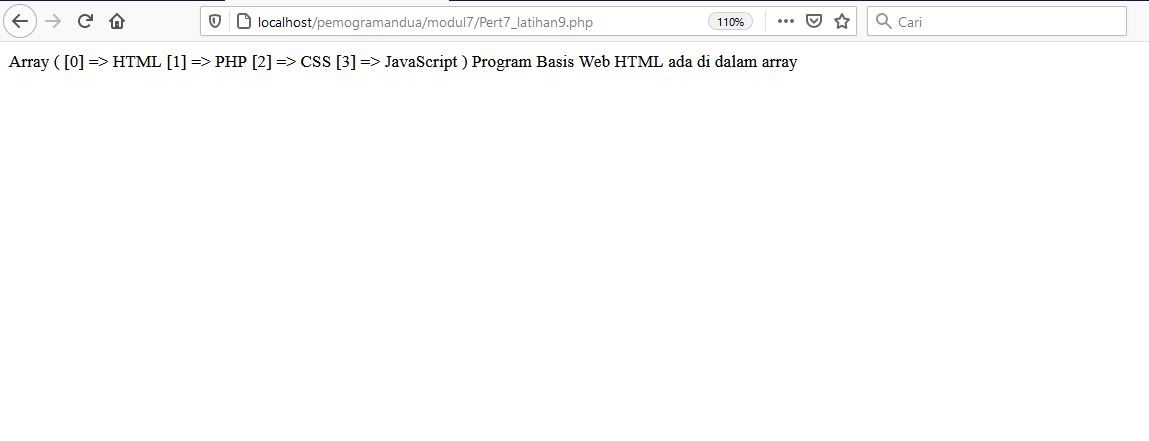 localhost/pemogramandua/modul7/Pert7_latihan9.php 110% Cari
Array ( [0] => HTML [1] => PHP [2] => CSS [3] => JavaScript ) Program Basis Web HTML ada di dalam array